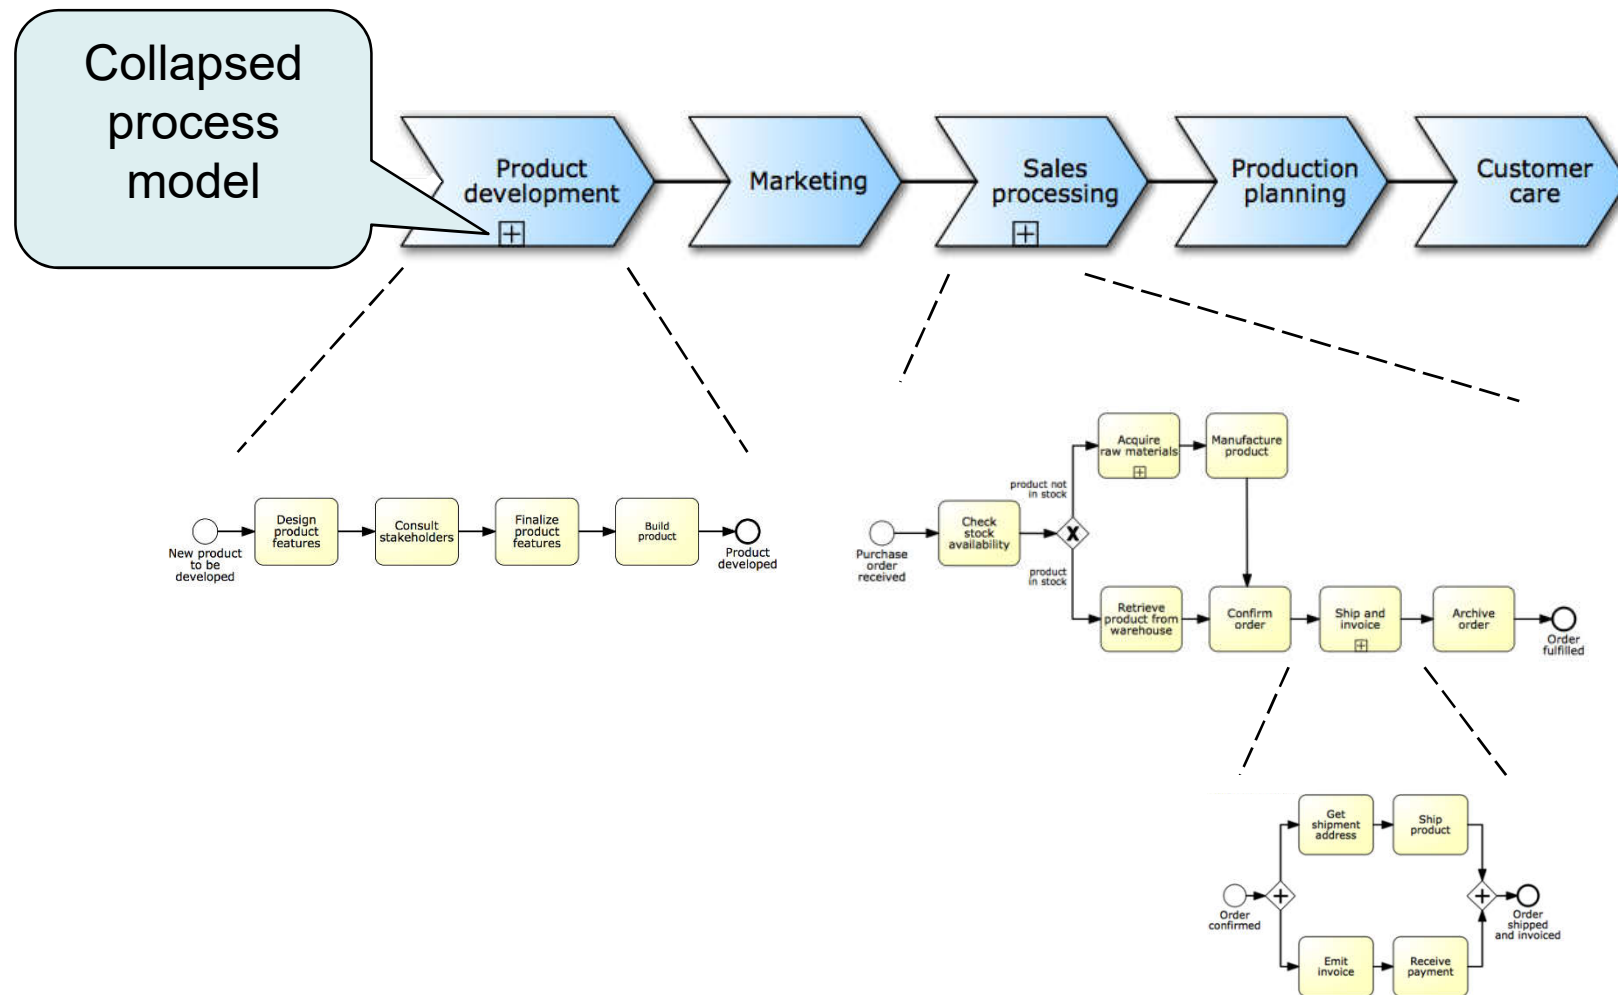 Collapsed
process
model
Product
development
Marketing
Sales
processing
Production
planning
Customer
care
New product
to be
developed
Design
product
features
Consult
stakeholders
Finalize
product
features
Build
product
Product
developed
Purchase
order
received
Check
stock
availability
product not
in stock
product
in stock
X
Acquire
raw materials
Manufacture
product
Retrieve
product from
warehouse
Confirm
order
Ship and
invoice
Archive
order
Order
fulfilled
Order
confirmed
Get
shipment
address
Ship
product
Emit
invoice
Receive
payment
Order
shipped
and invoiced